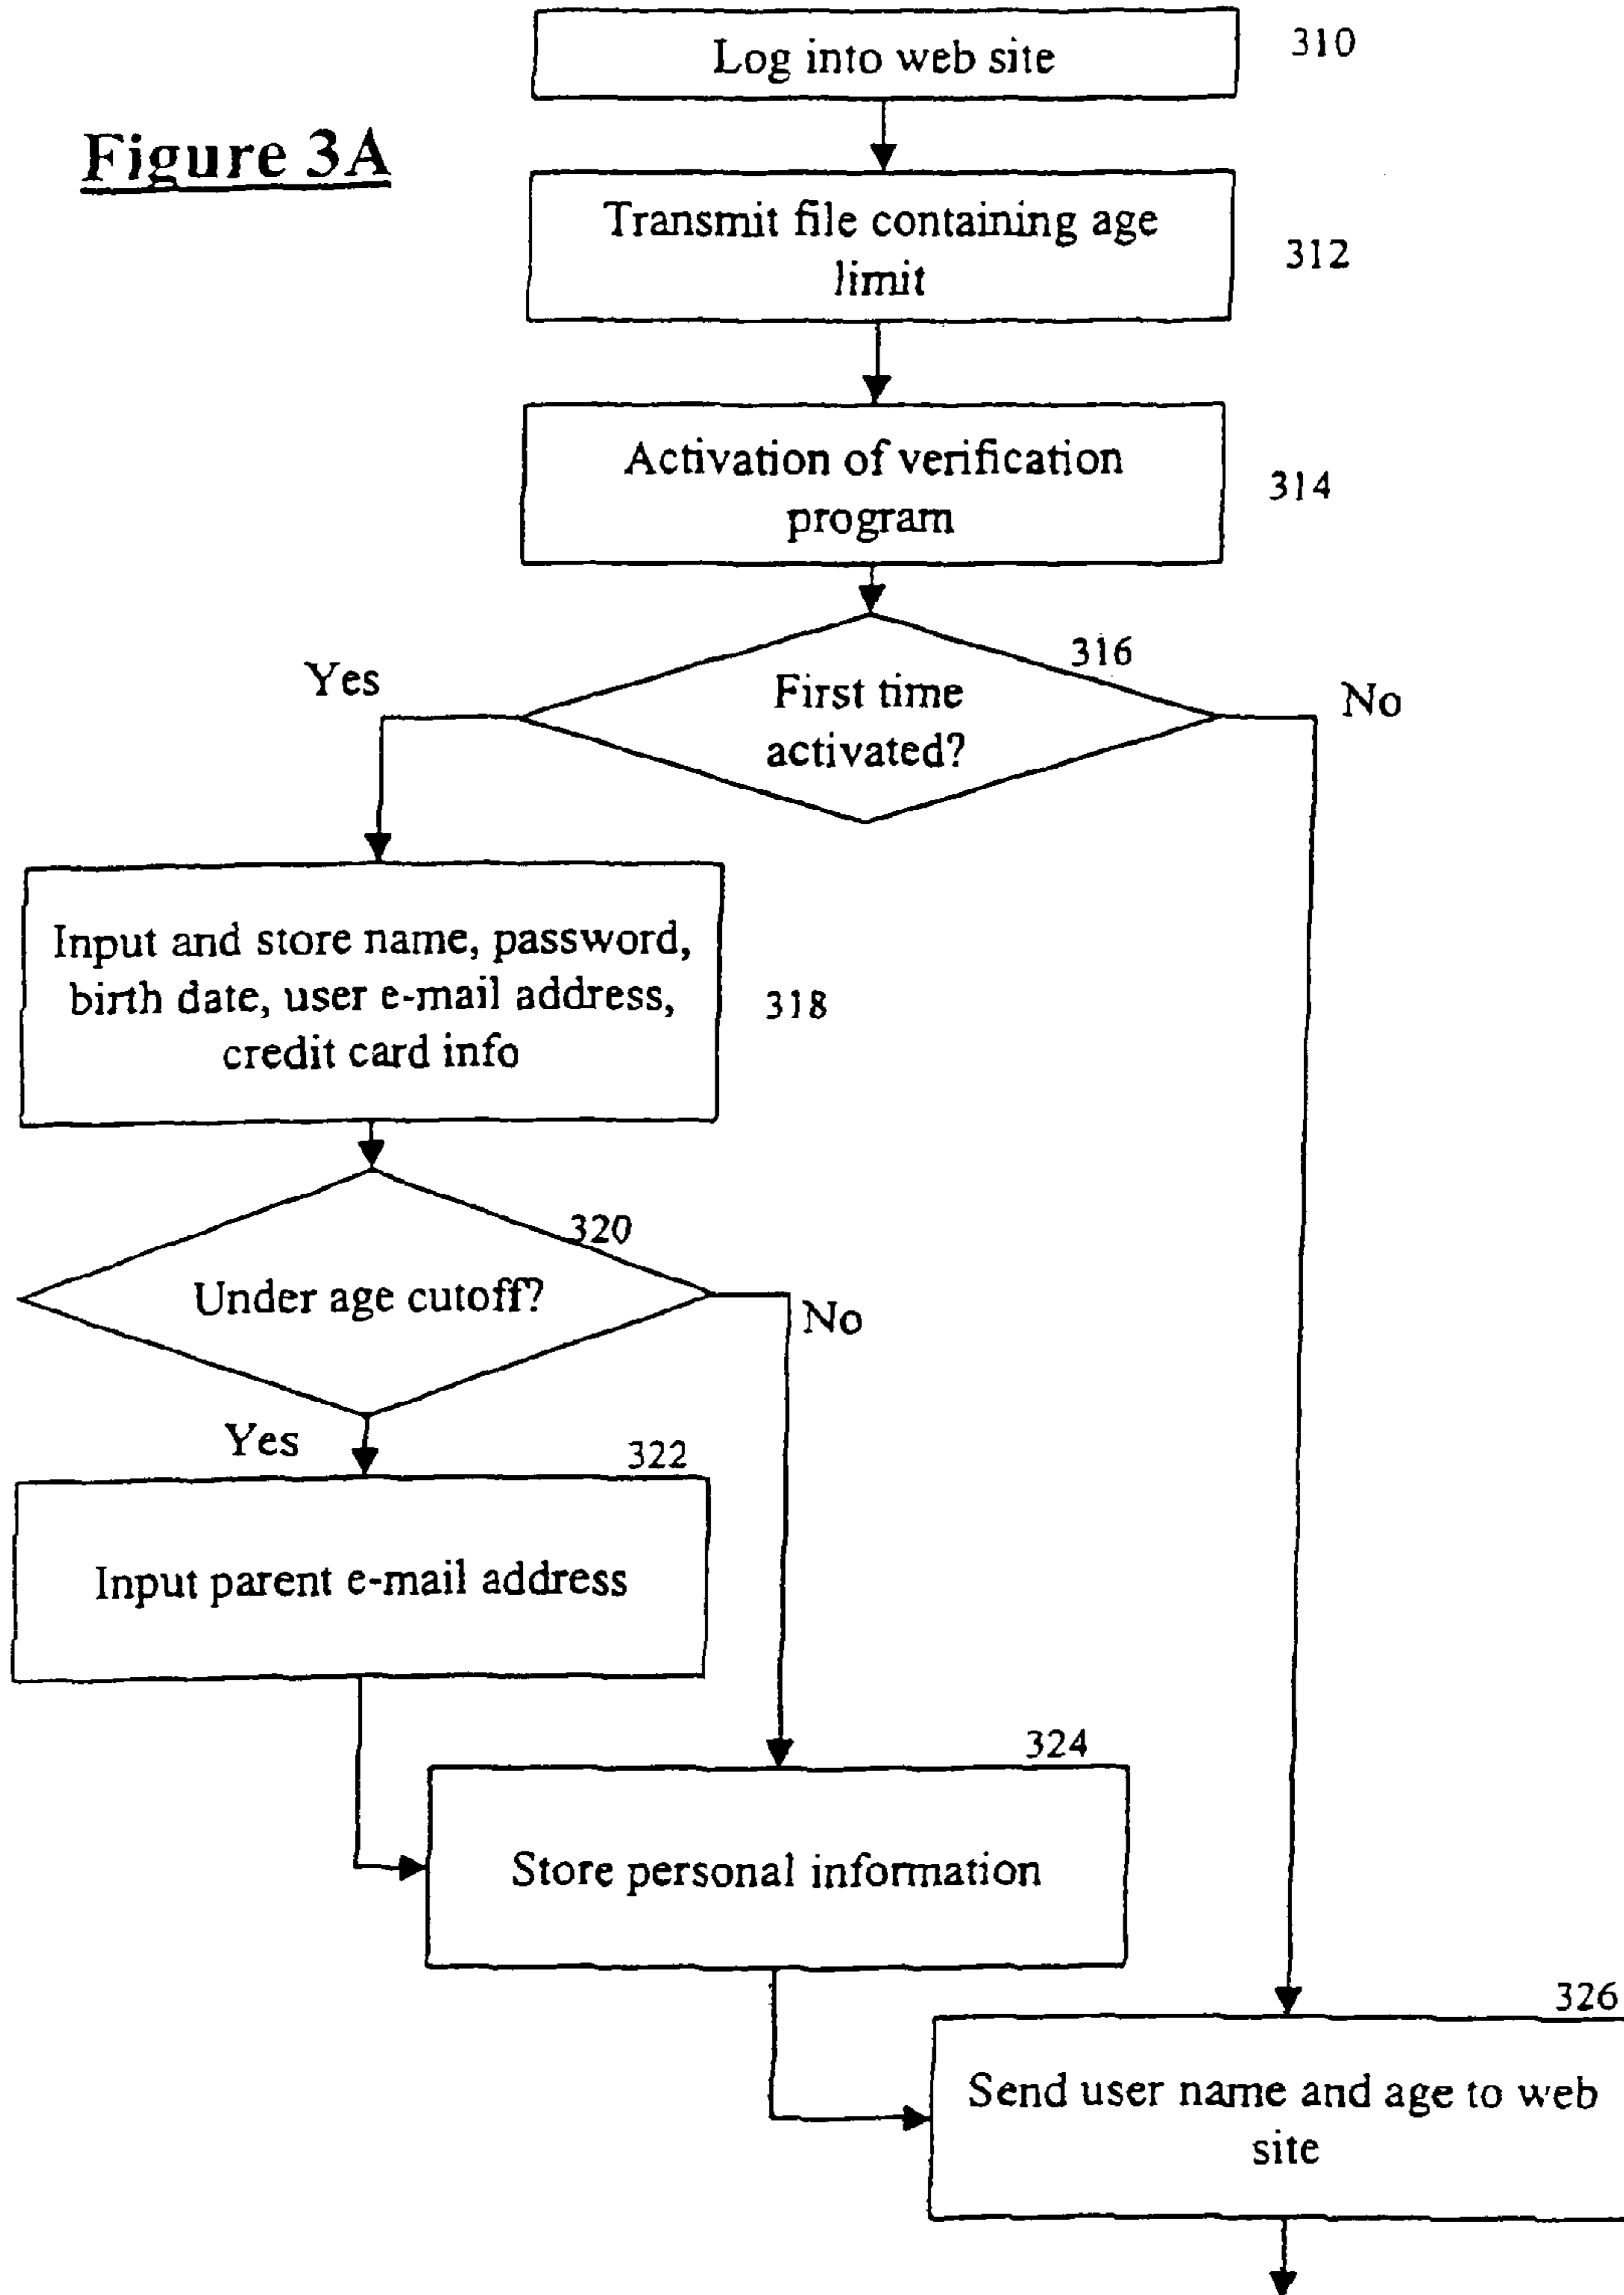 Log into web site
310
Figure 3A
Transmit file containing age
limit
312
Activation of verification
program
314
316
Yes
First time
activated?
No
Input and store name, password,
birth date, user e-mail address,
credit card info
318
320
Under age cutoff?
No
Yes
322
Input parent e-mail address
324
Store personal information
326
Send user name and age to web
site